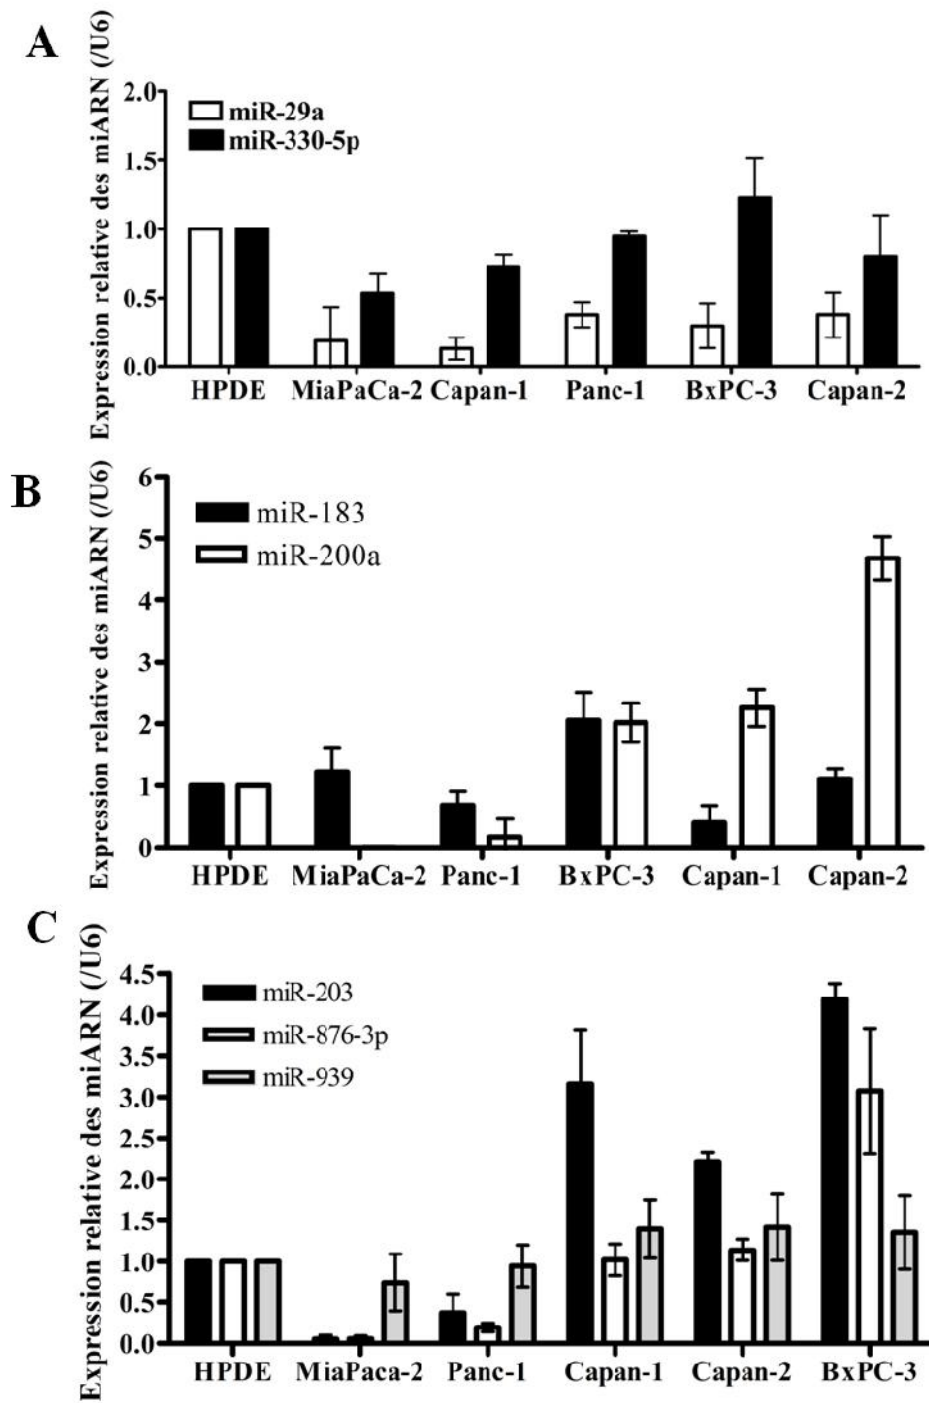 A
Expression relative des miARN (/U6)
2.0
1.5
1.0
0.5
0.0
miR-29a
miR-330-5p
HPDE MiaPaCa-2 Capan-1 Panc-1 BxPC-3 Capan-2
B
Expression relative des miARN (/U6)
6
5
4
3
2
1
0
miR-183
miR-200a
HPDE MiaPaCa-2 Panc-1 BxPC-3 Capan-1 Capan-2
C
Expression relative des miARN (/U6)
4.5
4.0
3.5
3.0
2.5
2.0
1.5
1.0
0.5
0.0
miR-203
miR-876-3p
miR-939
HPDE MiaPaca-2 Panc-1 Capan-1 Capan-2 BxPC-3